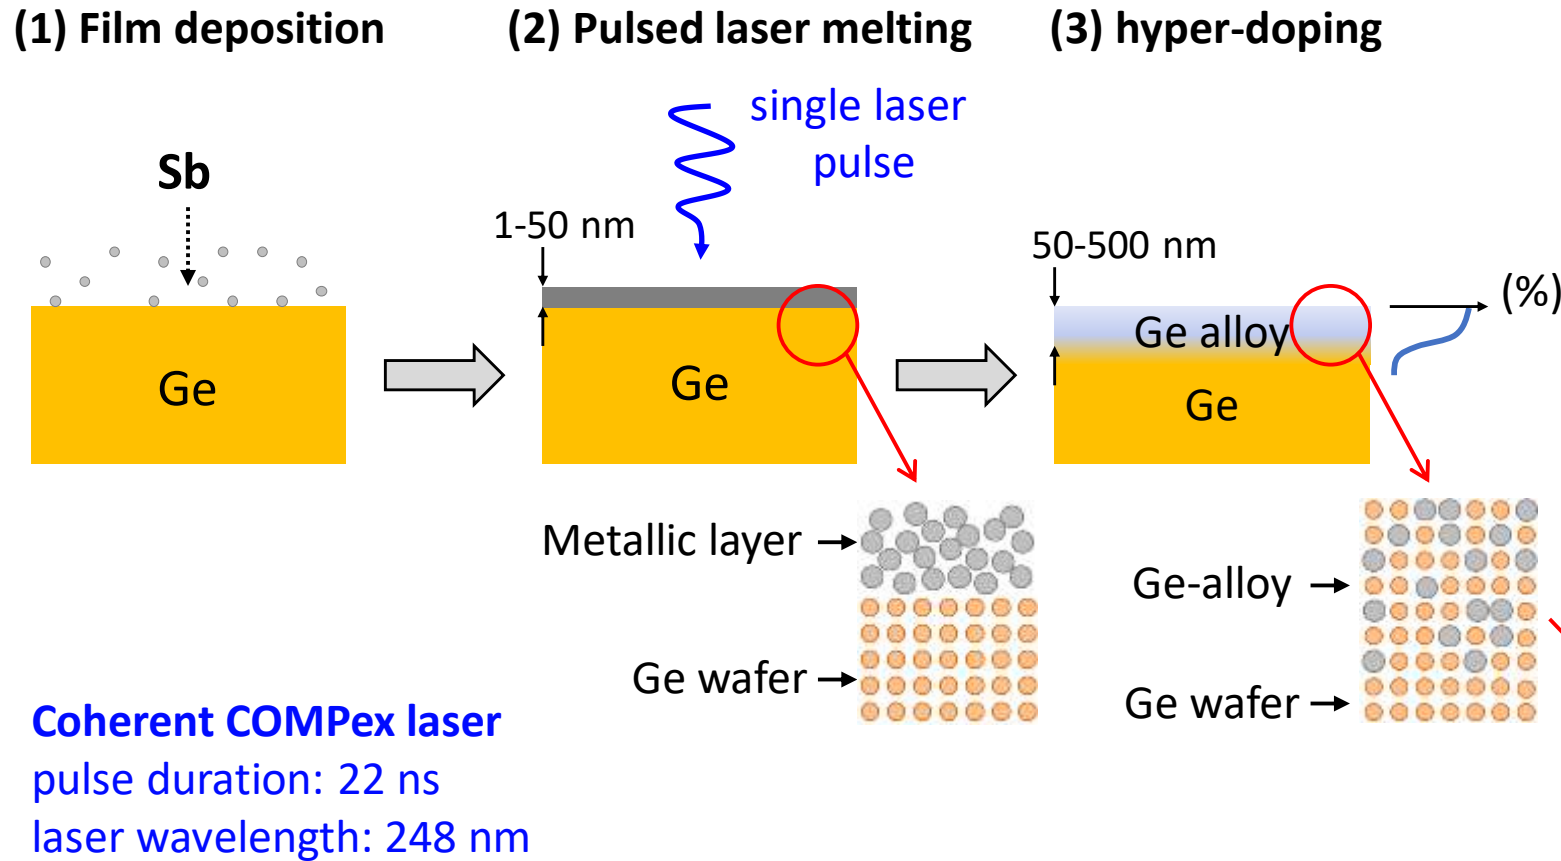 (1) Film deposition
(2) Pulsed laser melting
(3) hyper-doping
single laser
pulse
Sb
1-50 nm
50-500 nm
(%)
Ge
Ge
Ge alloy
Ge
Metallic layer
Ge wafer
Ge-alloy
Ge wafer
Coherent COMPex laser
pulse duration: 22 ns
laser wavelength: 248 nm